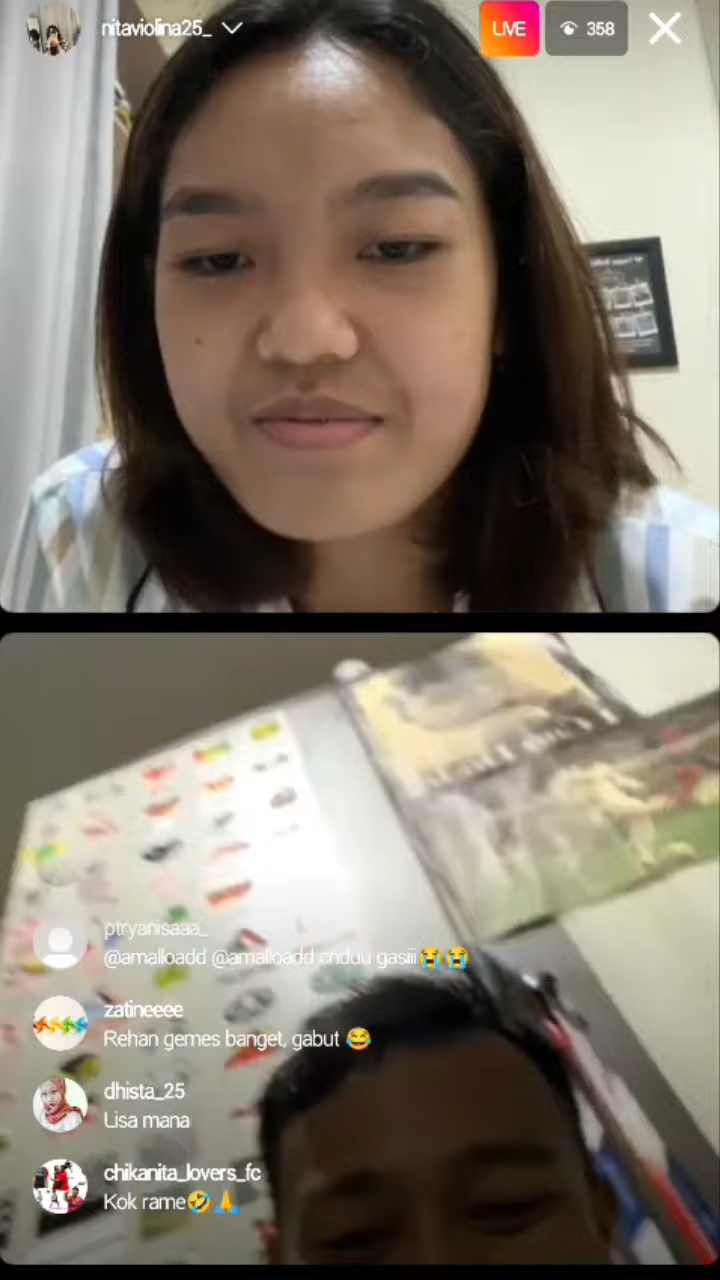 nitaviolina25_
LIVE
358
ptryanisaaa_
@amalloadd @amalloadd cnduu gasiii😭😭
zatineeee
Rehan gemes banget, gabut 😂
dhista_25
Lisa mana
chikanita_lovers_fc
Kok rame🤣🙏